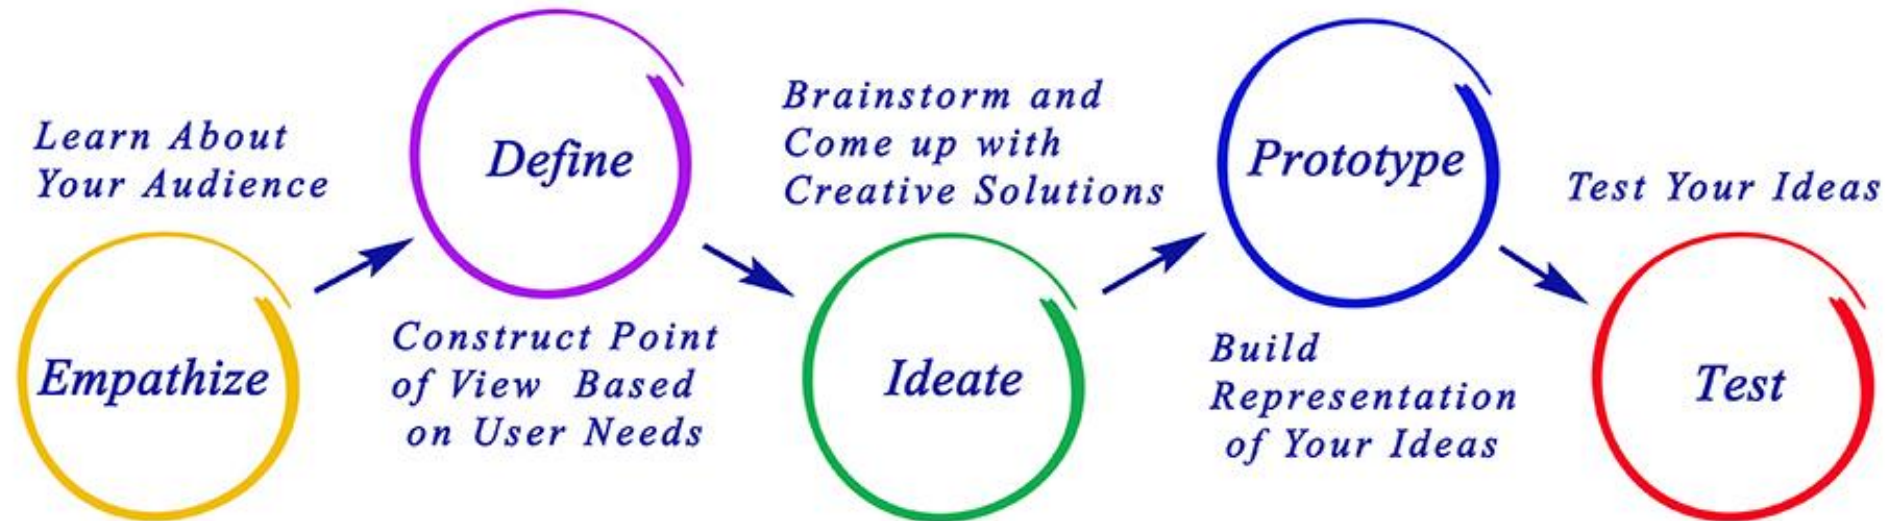 Learn About
Your Audience
Empathize
Define
Construct Point
of View Based
on User Needs
Brainstorm and
Come up with
Creative Solutions
Ideate
Prototype
Build
Representation
of Your Ideas
Test Your Ideas
Test